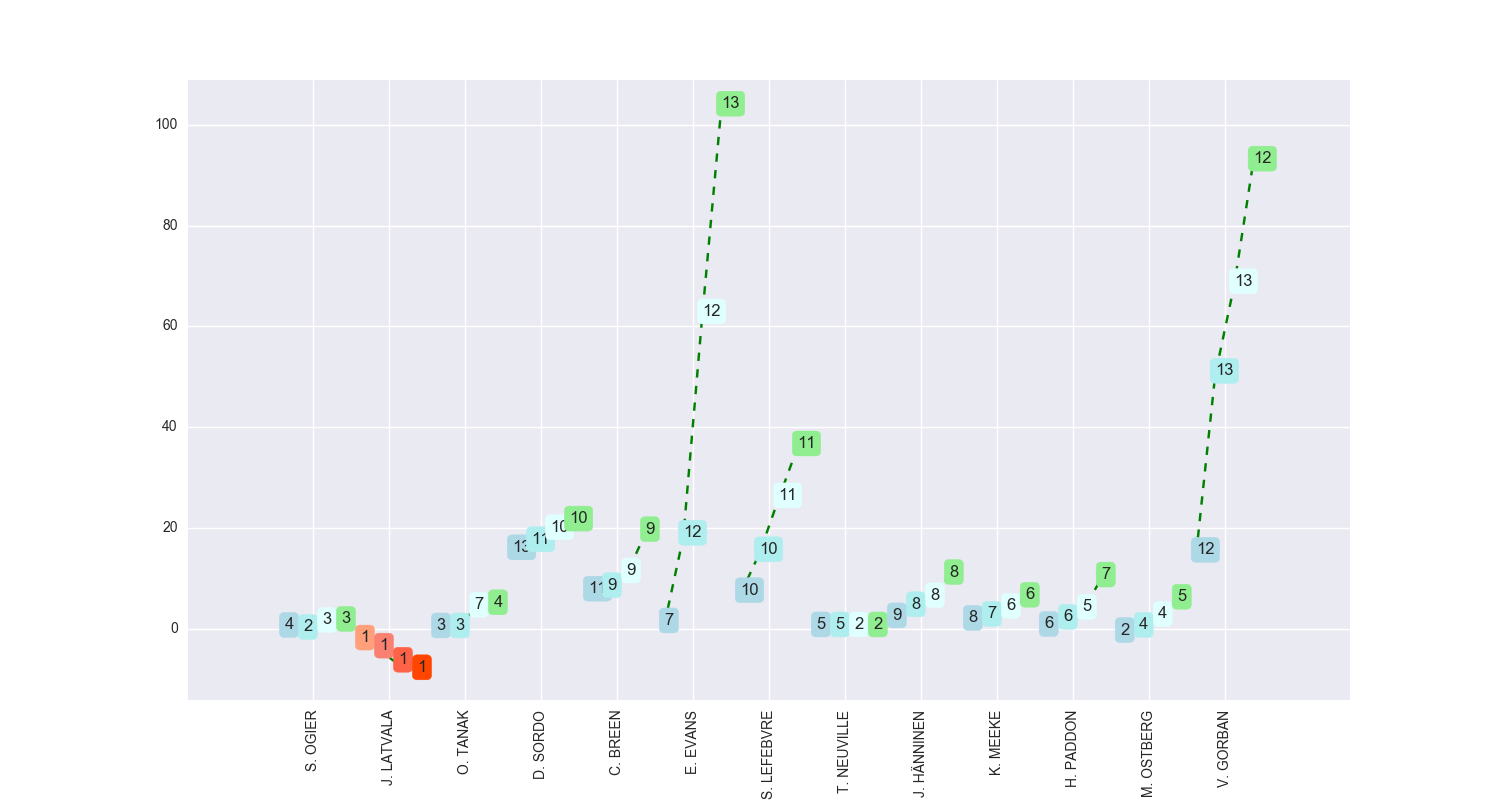 100
80
60
40
20
0
4 2 3 3
1 1 1 1
3 3 7 4
13 11 10 10
11 9 9 9
7 12 12 13
10 10 11 11
5 5 2 2
9 8 8 8
8 7 6 6
6 6 5 7
2 4 4 5
12 13 13 12
S. OGIER
J. LATVALA
O. TANAK
D. SORDO
C. BREEN
E. EVANS
S. LEFEBVRE
T. NEUVILLE
J. HÄNNINEN
K. MEEKE
H. PADDON
M. OSTBERG
V. GORBAN